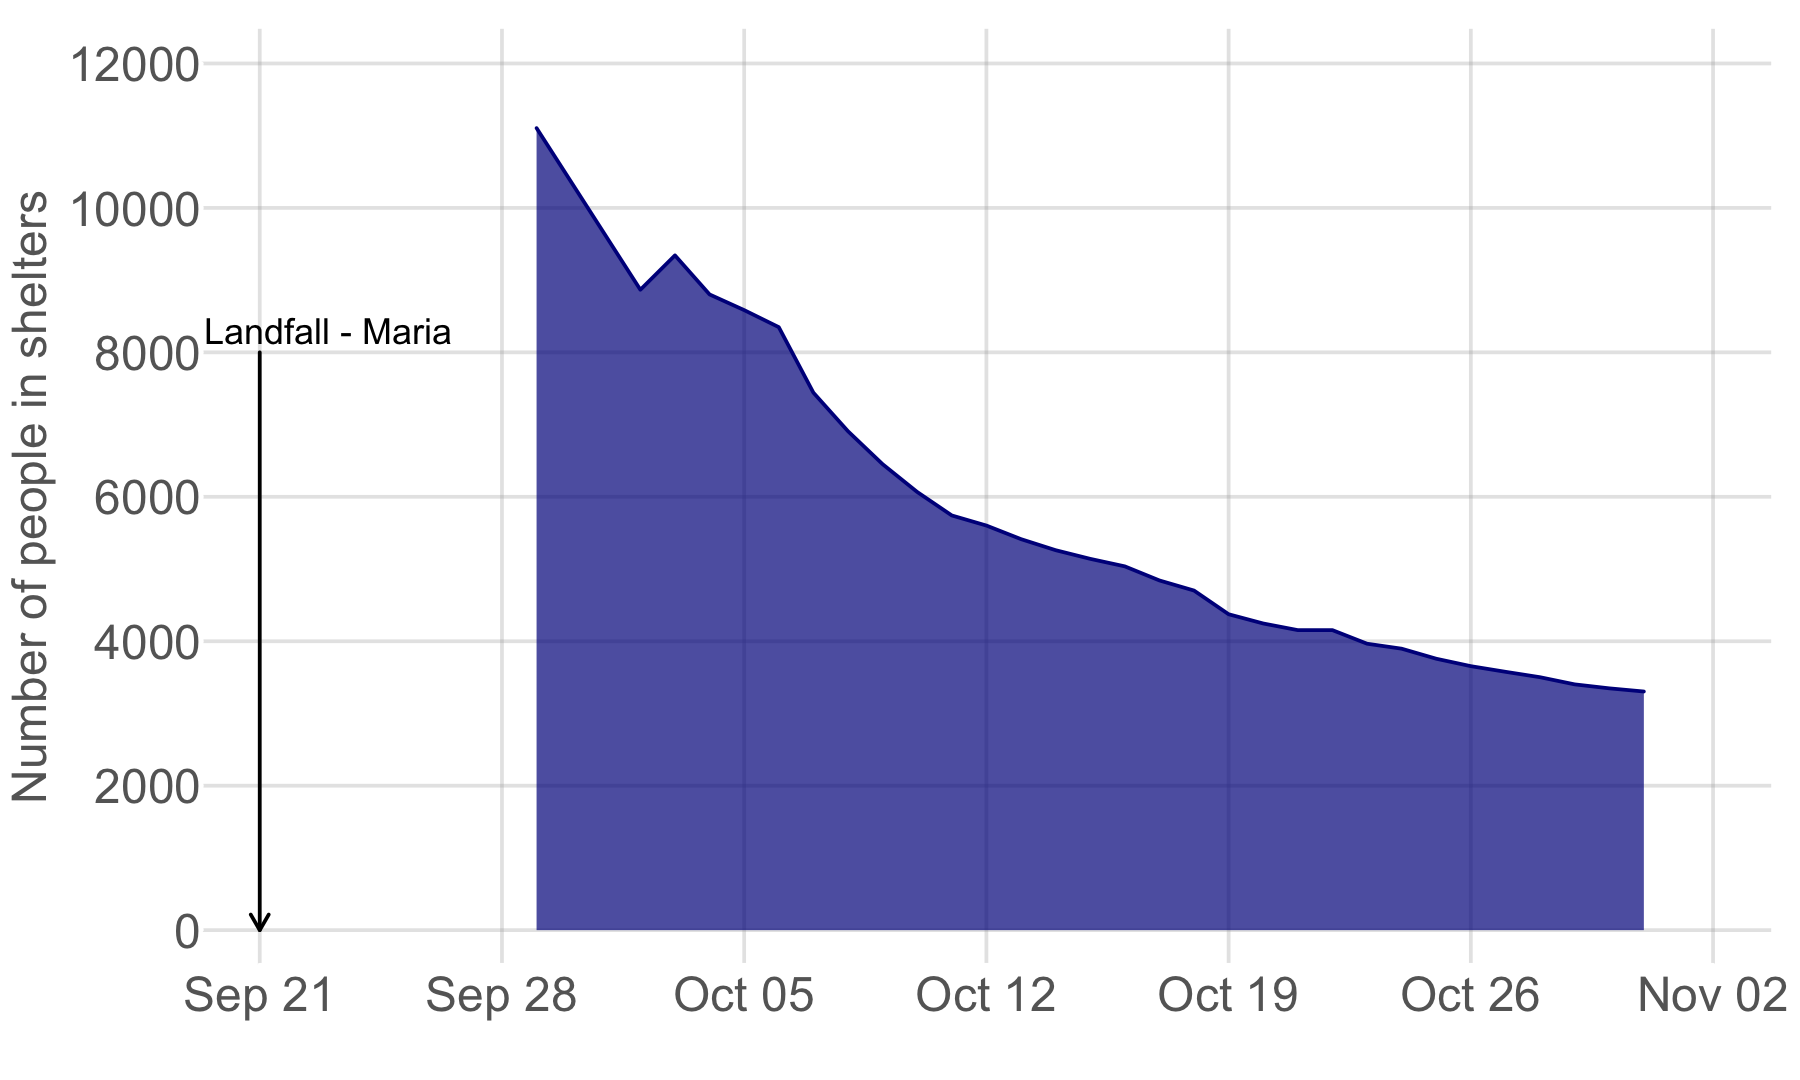 Number of people in shelters
12000
10000
8000
6000
4000
2000
0
Landfall - Maria
Sep 21
Sep 28
Oct 05
Oct 12
Oct 19
Oct 26
Nov 02